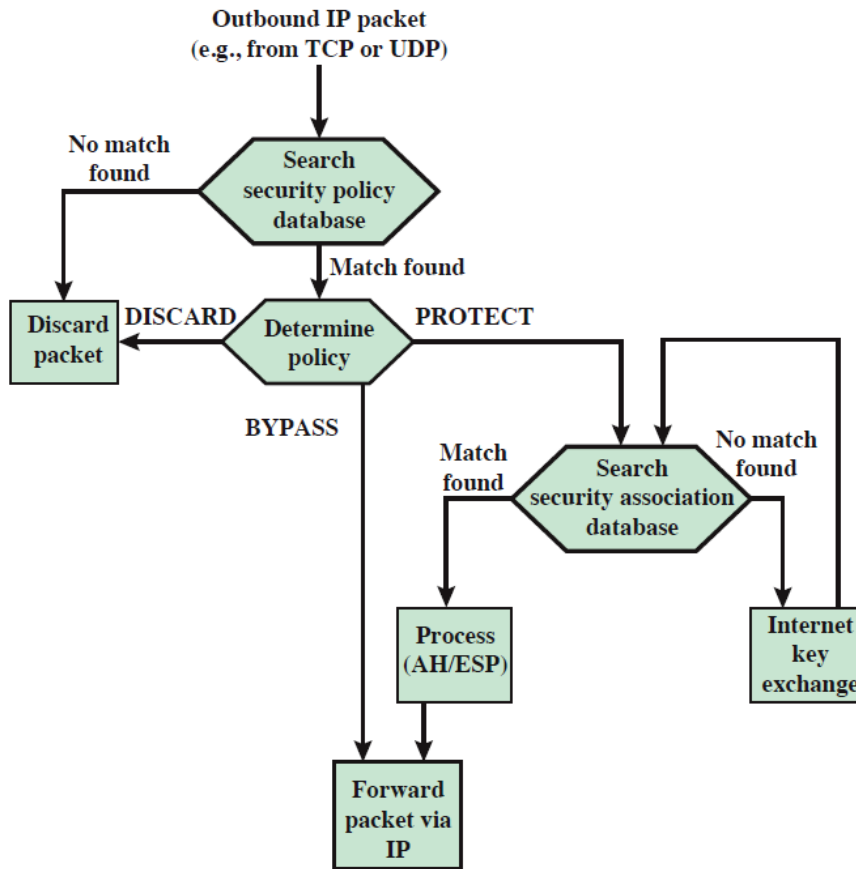 Outbound IP packet
(e.g., from TCP or UDP)
No match
found
Search
security policy
database
Match found
Discard
packet
DISCARD
Determine
policy
PROTECT
BYPASS
Match
found
No match
found
Search
security association
database
Process
(AH/ESP)
Internet
key
exchange
Forward
packet via
IP